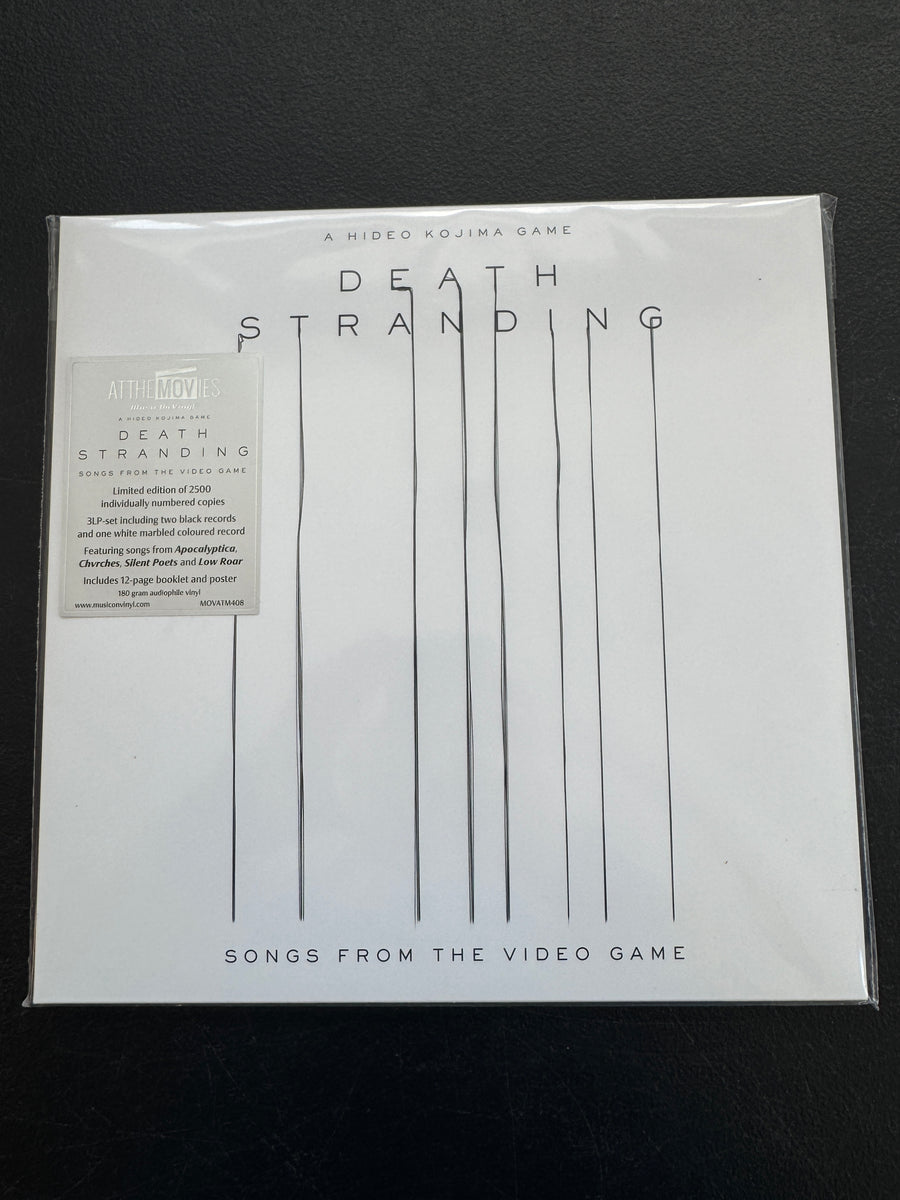 A HIDEO KOJIMA GAME
DEATH
STRANDING
ATTHEMOVIES
Music On Vinyl
A HIDEO KOJIMA GAME
DEATH
STRANDING
SONGS FROM THE VIDEO GAME
Limited edition of 2500
individually numbered copies
3LP-set including two black records
and one white marbled coloured record
Featuring songs from Apocalyptica,
Chvrches, Silent Poets and Low Roar
Includes 12-page booklet and poster
180 gram audiophile vinyl
www.musiconvinyl.com MOVATM408
SONGS FROM THE VIDEO GAME